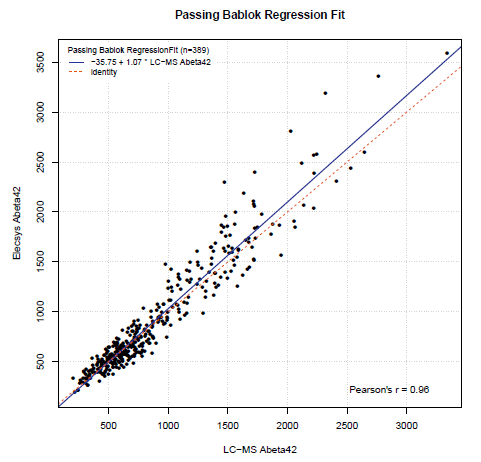 Passing Bablok Regression Fit
Passing Bablok RegressionFit (n=389)
−35.75 + 1.07 * LC−MS Abeta42
Identity
3500
3000
2500
2000
1500
1000
500
Elecsys Abeta42
Pearson's r = 0.96
500 1000 1500 2000 2500 3000
LC−MS Abeta42